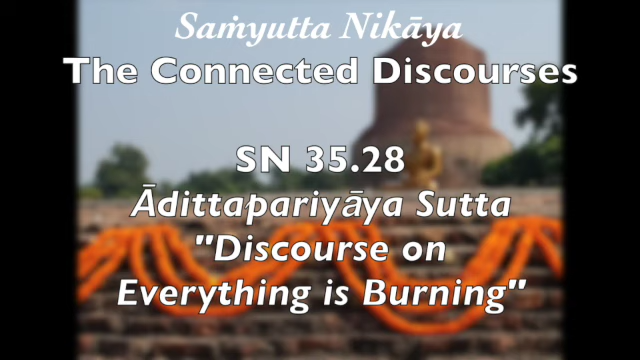 Saṁyutta Nikāya
The Connected Discourses
SN 35.28
Ādittapariyāya Sutta
"Discourse on
Everything is Burning"